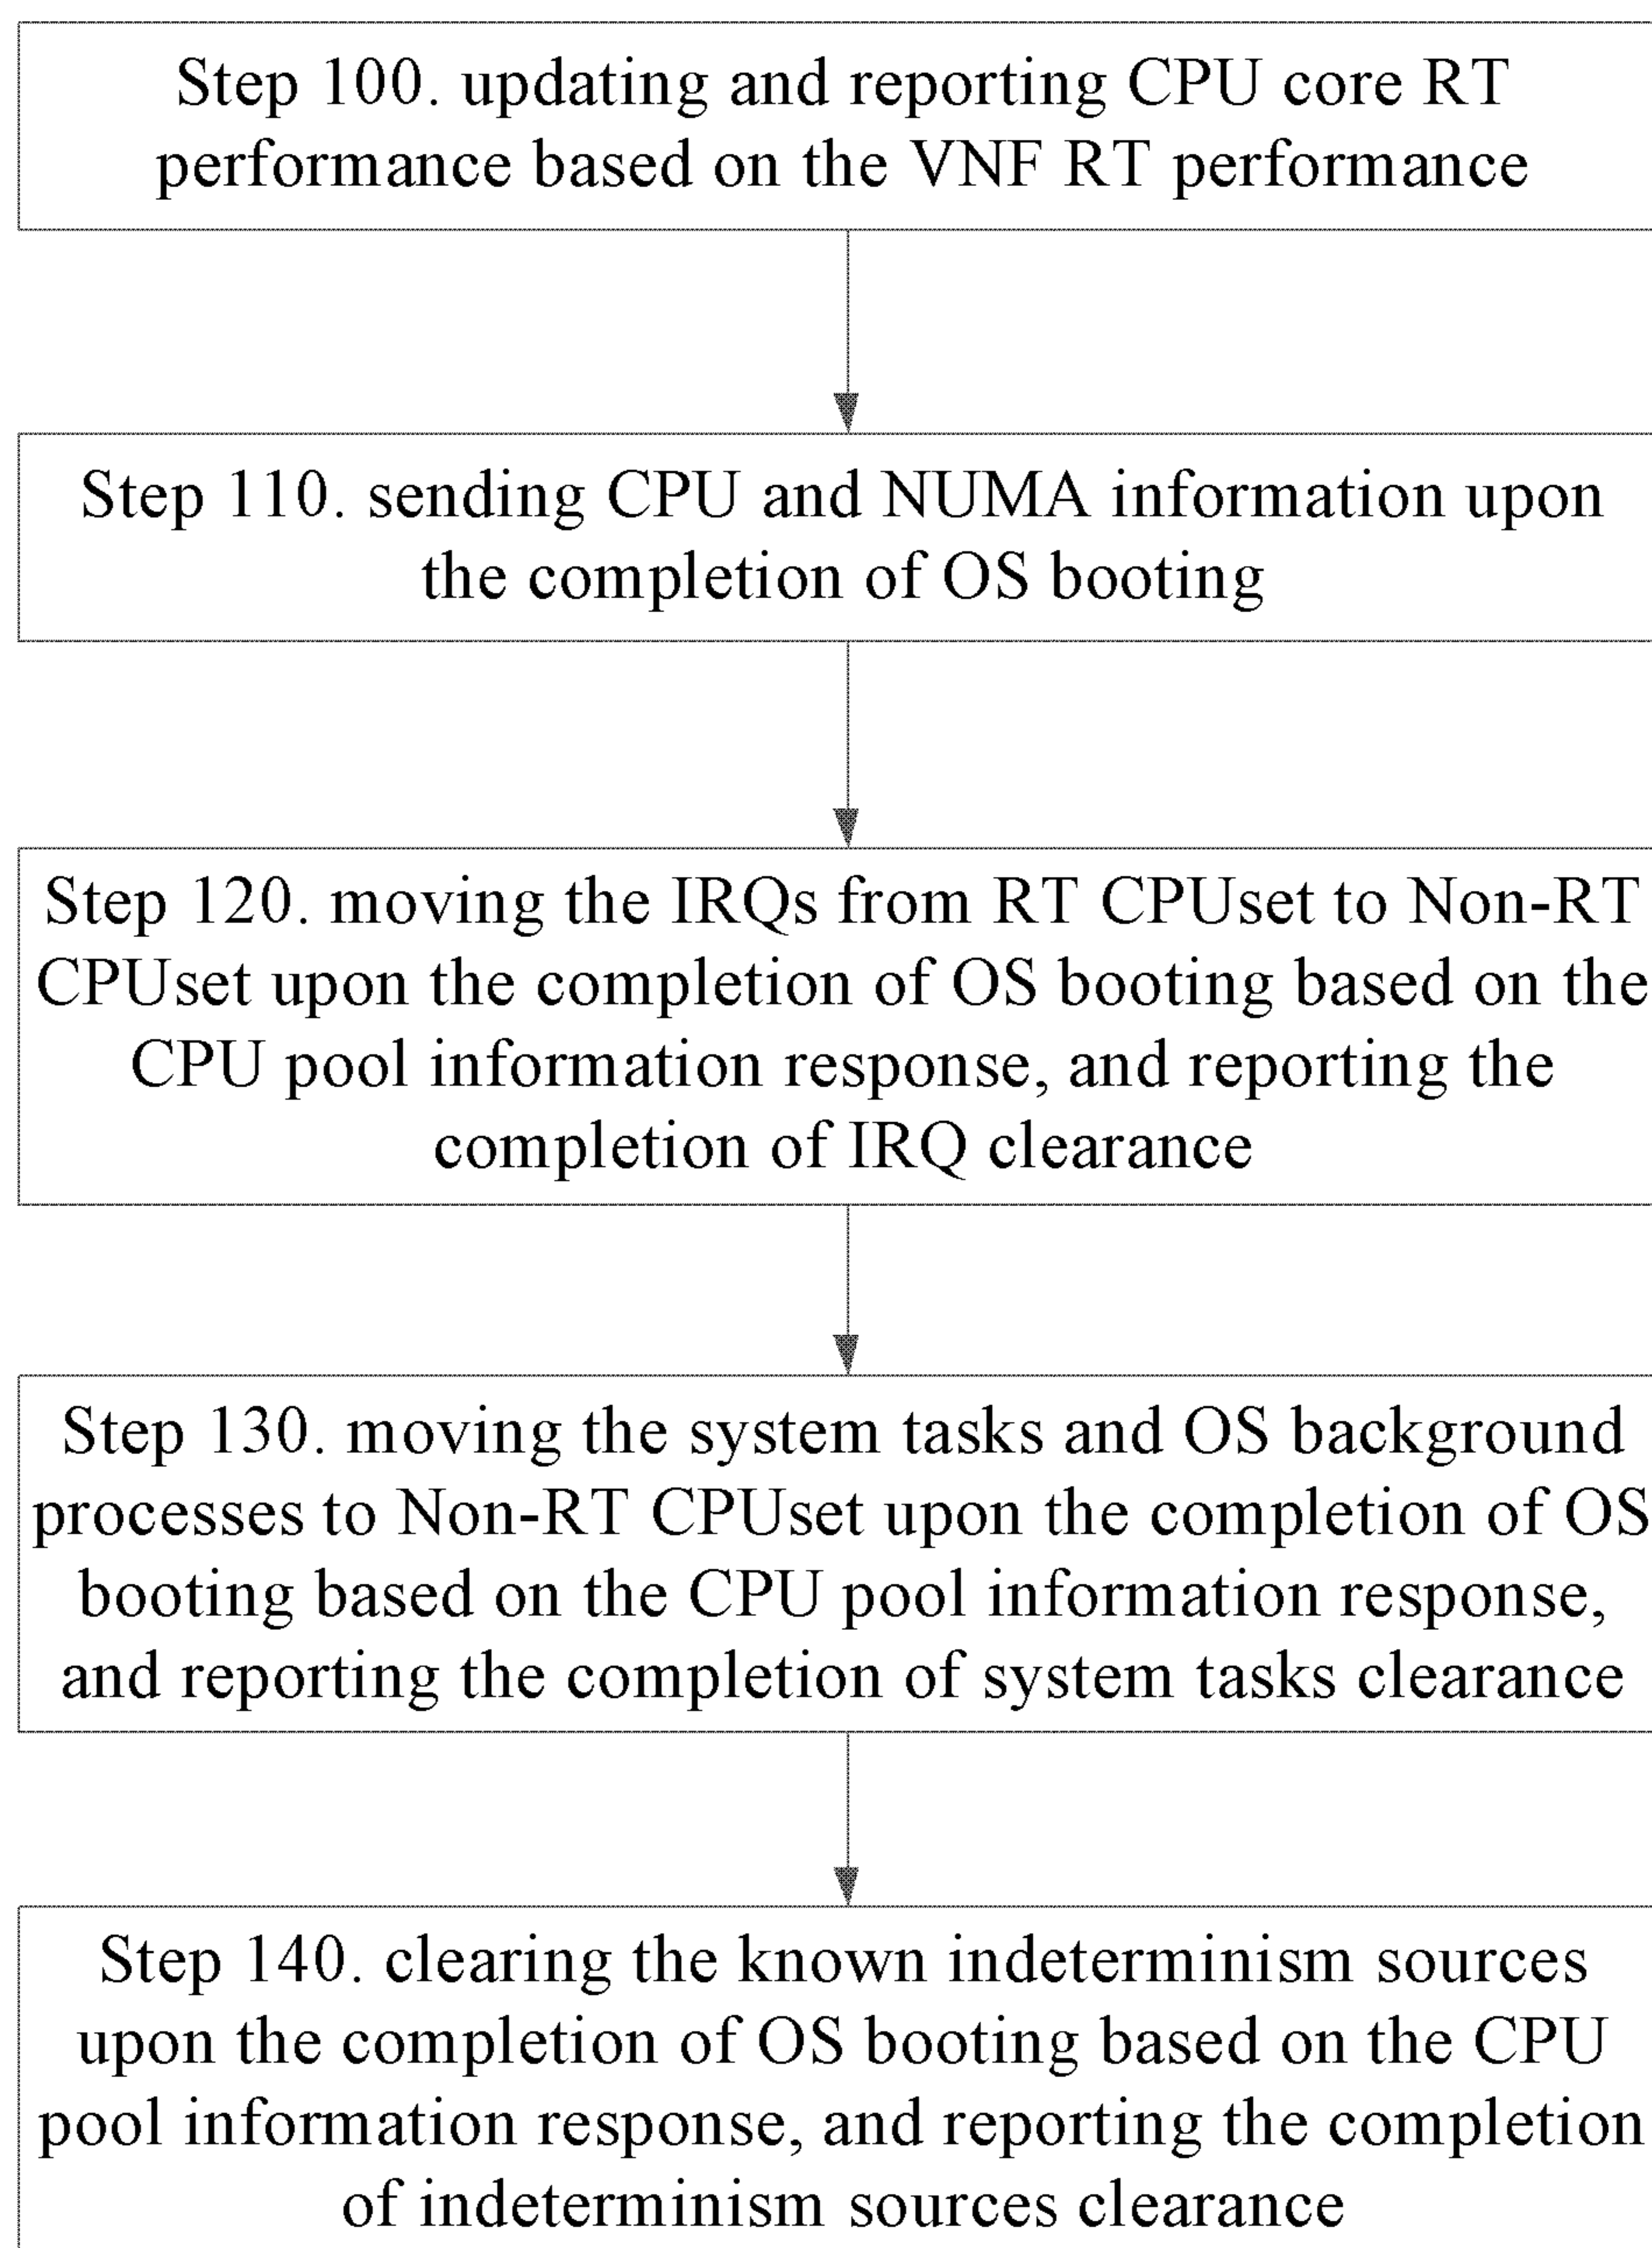 Step 100. updating and reporting CPU core RT
performance based on the VNF RT performance
Step 110. sending CPU and NUMA information upon
the completion of OS booting
Step 120. moving the IRQs from RT CPUset to Non-RT
CPUset upon the completion of OS booting based on the
CPU pool information response, and reporting the
completion of IRQ clearance
Step 130. moving the system tasks and OS background
processes to Non-RT CPUset upon the completion of OS
booting based on the CPU pool information response,
and reporting the completion of system tasks clearance
Step 140. clearing the known indeterminism sources
upon the completion of OS booting based on the CPU
pool information response, and reporting the completion
of indeterminism sources clearance